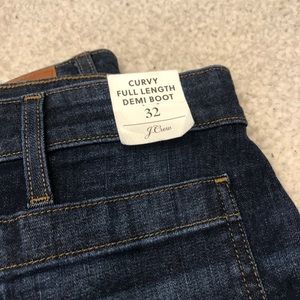 CURVY
FULL LENGTH
DEMI BOOT
32
J.Crew